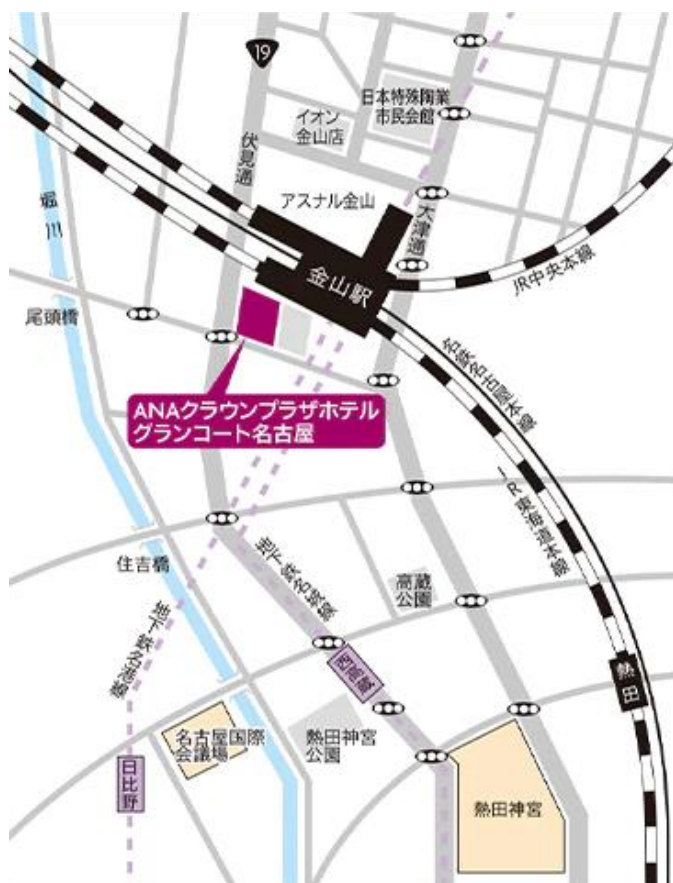 19
日本特殊陶業
市民会館
イオン
金山店
伏見通
アスナル金山
大津通
堀川
金山駅
JR中央本線
尾頭橋
名鉄名古屋本線
ANAクラウンプラザホテル
グランコート名古屋
JR東海道本線
住吉橋
地下鉄名城線
高蔵
公園
地下鉄名港線
西高蔵
熱田
名古屋国際
会議場
熱田神宮
公園
日比野
熱田神宮